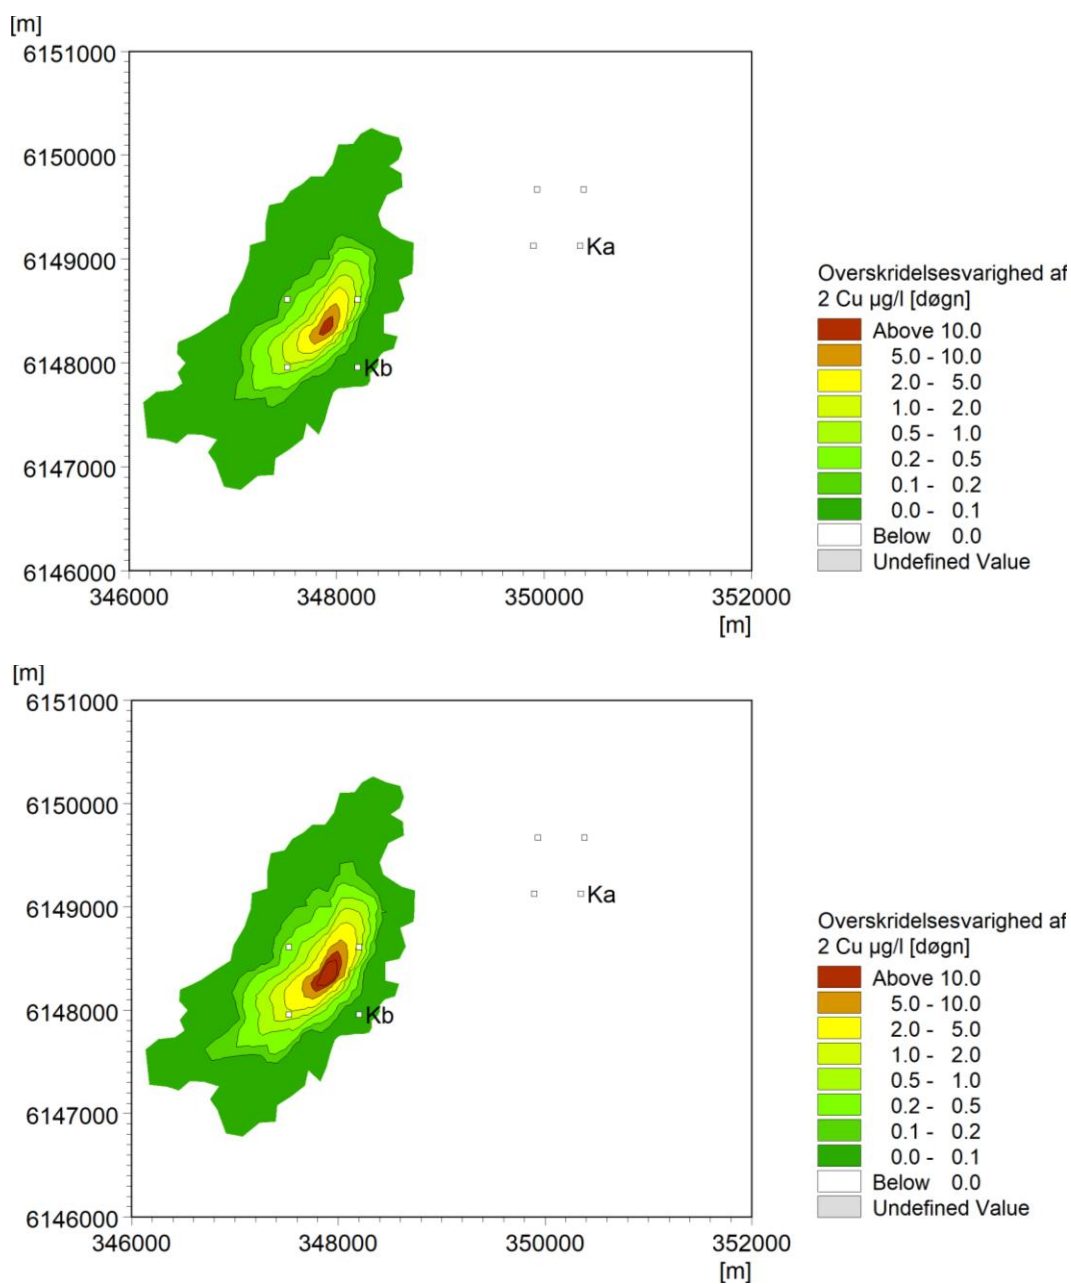 [m]
6151000
6150000
6149000
6148000
6147000
6146000
346000 348000 350000 352000
[m]
Ka
Kb
Overskridelsesvarighed af
2 Cu µg/l [døgn]
Above 10.0
5.0 - 10.0
2.0 - 5.0
1.0 - 2.0
0.5 - 1.0
0.2 - 0.5
0.1 - 0.2
0.0 - 0.1
Below 0.0
Undefined Value
[m]
6151000
6150000
6149000
6148000
6147000
6146000
346000 348000 350000 352000
[m]
Ka
Kb
Overskridelsesvarighed af
2 Cu µg/l [døgn]
Above 10.0
5.0 - 10.0
2.0 - 5.0
1.0 - 2.0
0.5 - 1.0
0.2 - 0.5
0.1 - 0.2
0.0 - 0.1
Below 0.0
Undefined Value